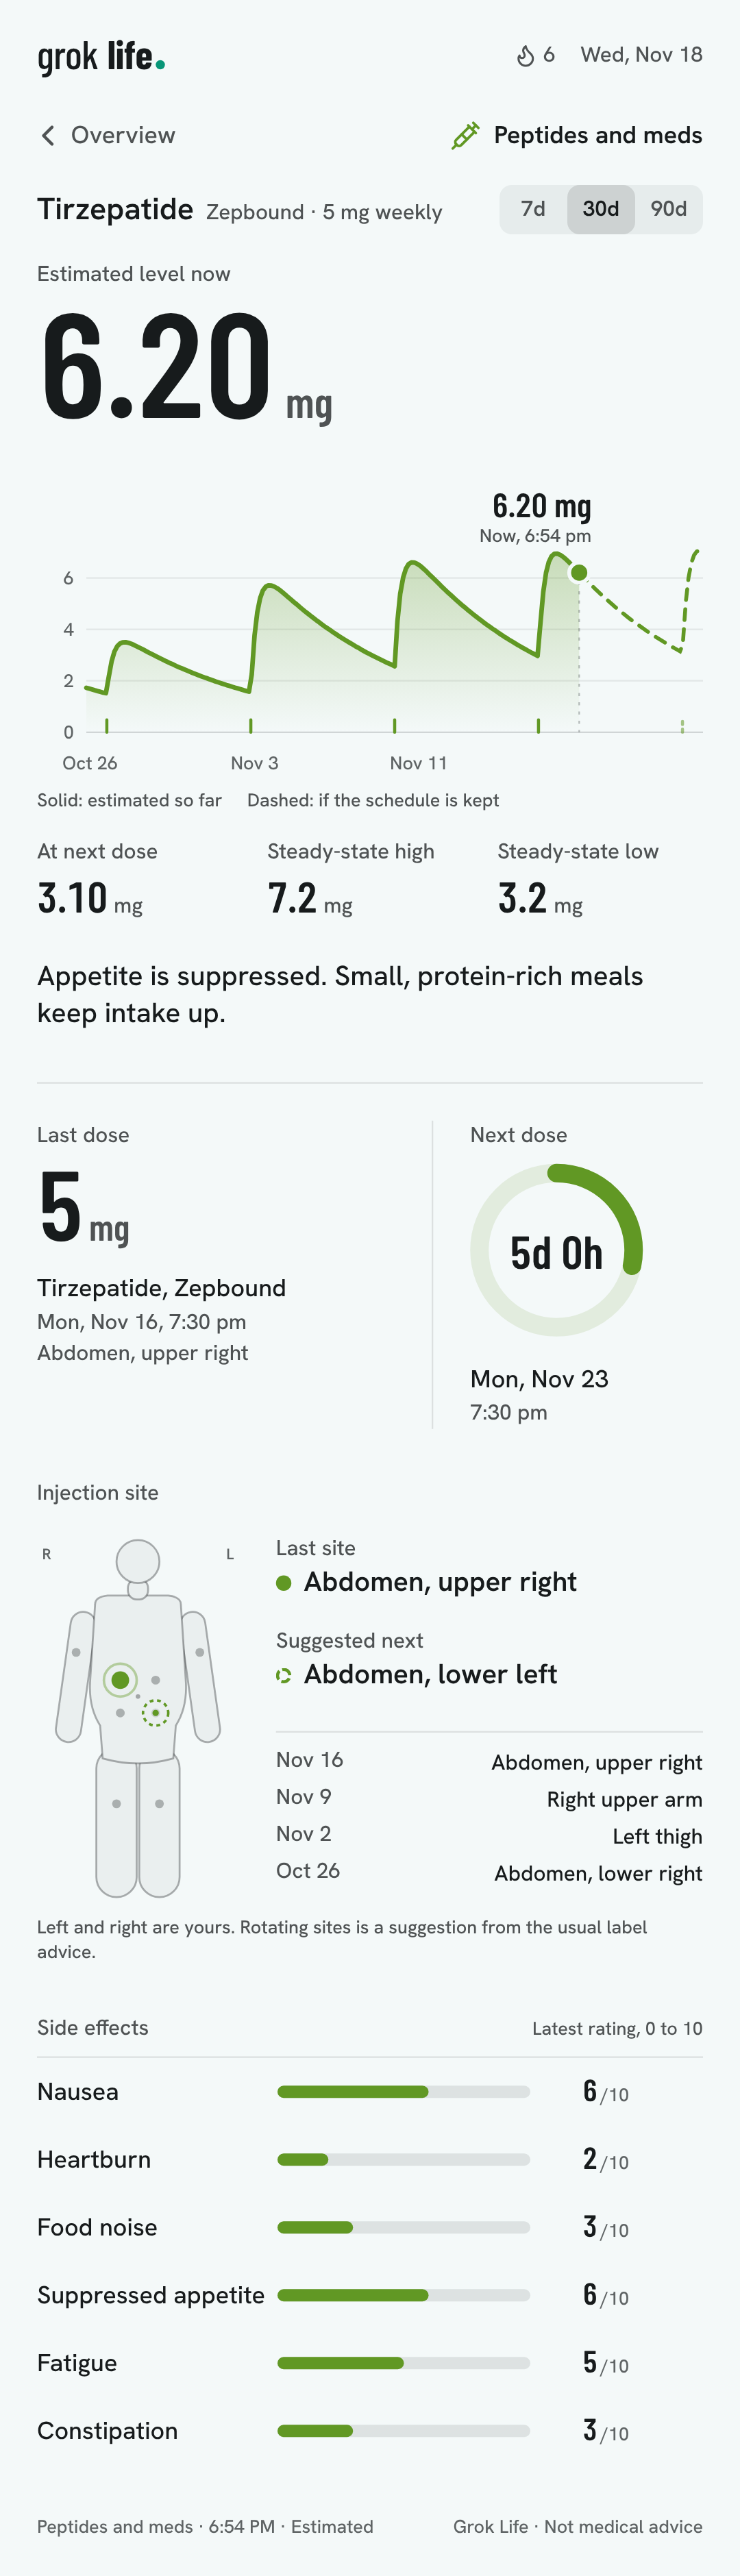 grok life.
6 Wed, Nov 18
Overview
Peptides and meds
Tirzepatide Zepbound · 5 mg weekly
7d 30d 90d
Estimated level now
6.20 mg
6.20 mg
Now, 6:54 pm
6
4
2
0
Oct 26 Nov 3 Nov 11
Solid: estimated so far Dashed: if the schedule is kept
At next dose Steady-state high Steady-state low
3.10 mg 7.2 mg 3.2 mg
Appetite is suppressed. Small, protein-rich meals
keep intake up.
Last dose
5 mg
Tirzepatide, Zepbound
Mon, Nov 16, 7:30 pm
Abdomen, upper right
Next dose
5d 0h
Mon, Nov 23
7:30 pm
Injection site
R L
Last site
Abdomen, upper right
Suggested next
Abdomen, lower left
Nov 16 Abdomen, upper right
Nov 9 Right upper arm
Nov 2 Left thigh
Oct 26 Abdomen, lower right
Left and right are yours. Rotating sites is a suggestion from the usual label
advice.
Side effects Latest rating, 0 to 10
Nausea 6/10
Heartburn 2/10
Food noise 3/10
Suppressed appetite 6/10
Fatigue 5/10
Constipation 3/10
Peptides and meds · 6:54 PM · Estimated Grok Life · Not medical advice